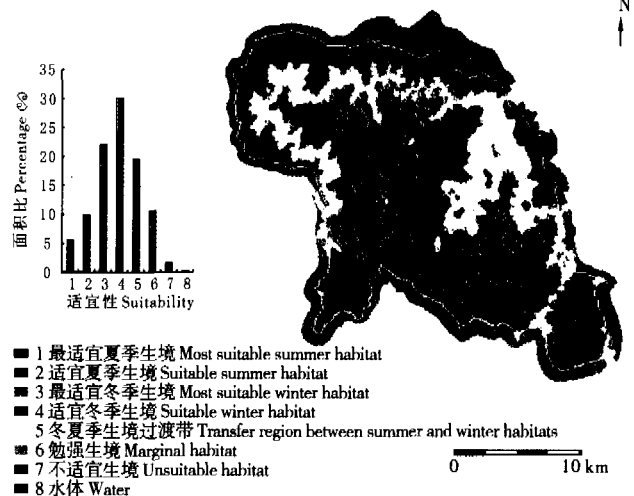 N
35
30
25
20
15
10
5
0
面积比 Percentage (%)
1 2 3 4 5 6 7 8
适宜性 Suitability
1 最适宜夏季生境 Most suitable summer habitat
2 适宜夏季生境 Suitable summer habitat
3 最适宜冬季生境 Most suitable winter habitat
4 适宜冬季生境 Suitable winter habitat
5 冬夏季生境过渡带 Transfer region between summer and winter habitats
6 勉强生境 Marginal habitat
7 不适宜生境 Unsuitable habitat
8 水体 Water
0 10 km